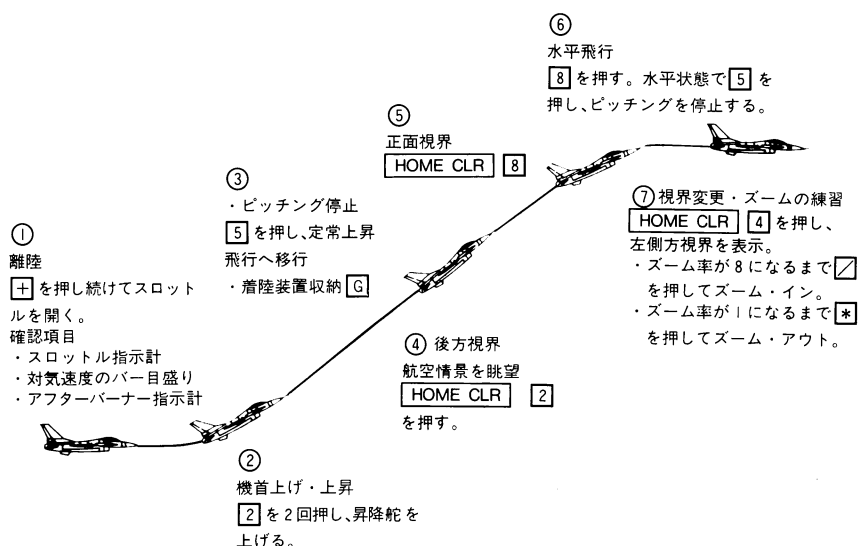 ①
離陸
+ を押し続けてスロット
ルを開く。
確認項目
・スロットル指示計
・対気速度のバー目盛り
・アフターバーナー指示計
②
機首上げ・上昇
2 を2回押し、昇降舵を
上げる。
③
・ピッチング停止
5 を押し、定常上昇
飛行へ移行
・着陸装置収納 G
④ 後方視界
航空情景を眺望
HOME CLR 2
を押す。
⑤
正面視界
HOME CLR 8
⑥
水平飛行
8 を押す。水平状態で 5 を
押し、ピッチングを停止する。
⑦視界変更・ズームの練習
HOME CLR 4 を押し、
左側方視界を表示。
・ズーム率が8になるまで /
を押してズーム・イン。
・ズーム率が1になるまで *
を押してズーム・アウト。